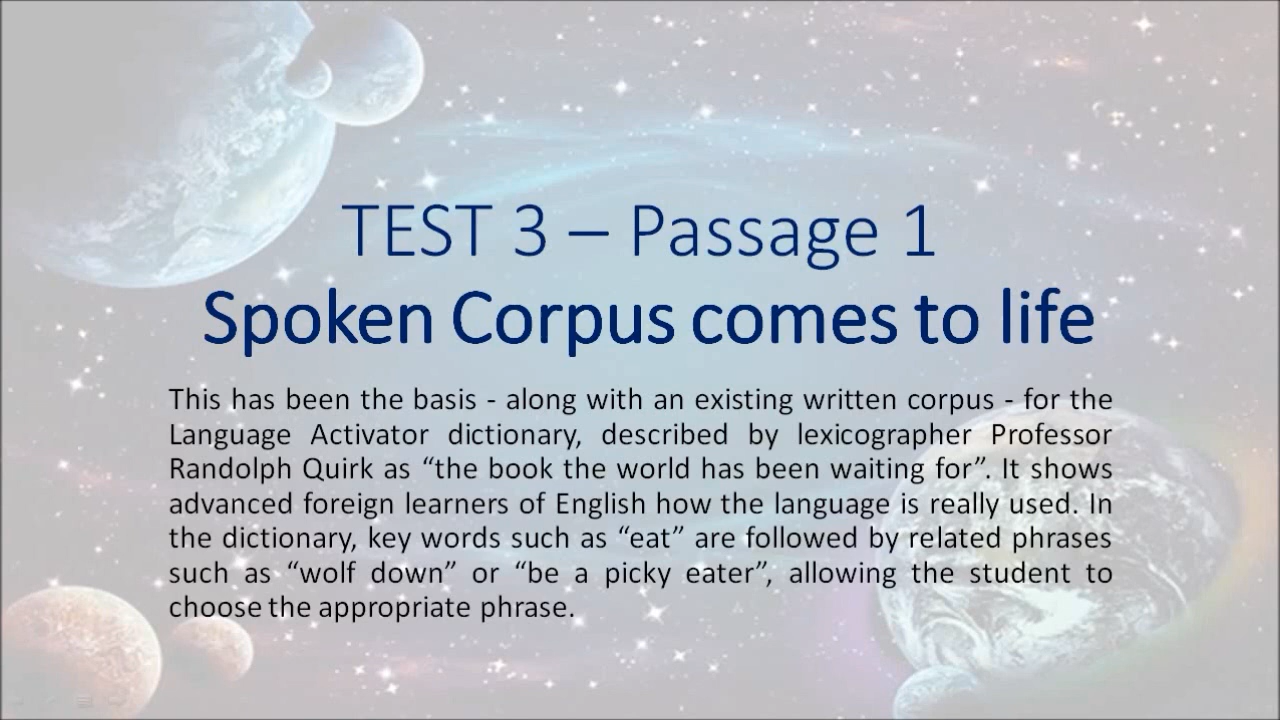 TEST 3 – Passage 1
Spoken Corpus comes to life
This has been the basis - along with an existing written corpus - for the
Language Activator dictionary, described by lexicographer Professor
Randolph Quirk as “the book the world has been waiting for”. It shows
advanced foreign learners of English how the language is really used. In
the dictionary, key words such as “eat” are followed by related phrases
such as “wolf down” or “be a picky eater”, allowing the student to
choose the appropriate phrase.